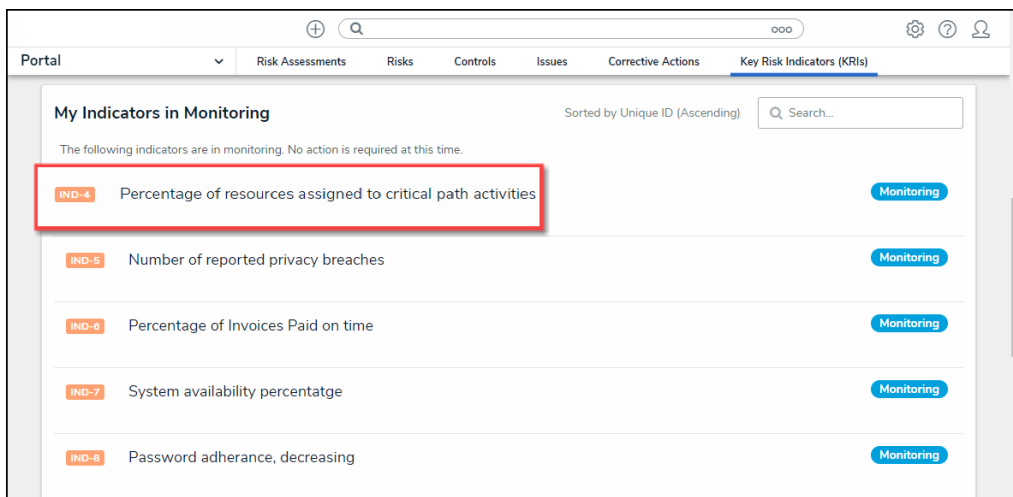 ooo
Portal Risk Assessments Risks Controls Issues Corrective Actions Key Risk Indicators (KRIs)
My Indicators in Monitoring Sorted by Unique ID (Ascending) Search...
The following indicators are in monitoring. No action is required at this time.
IND-4 Percentage of resources assigned to critical path activities Monitoring
IND-5 Number of reported privacy breaches Monitoring
IND-6 Percentage of Invoices Paid on time Monitoring
IND-7 System availability percentatge Monitoring
IND-8 Password adherance, decreasing Monitoring